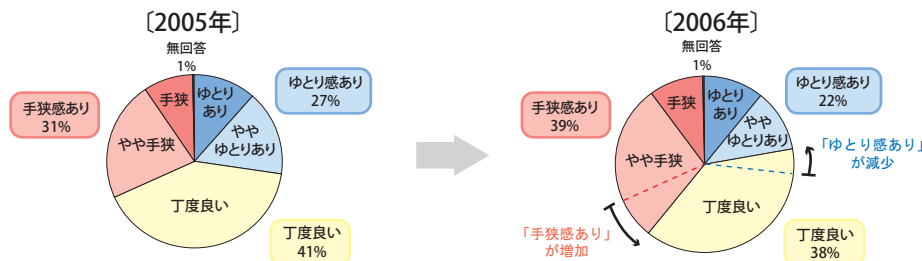 〔2005年〕
無回答
1%
ゆとり感あり
27%
手狭感あり
31%
手狭
ゆとり
あり
やや
ゆとりあり
やや手狭
丁度良い
丁度良い
41%
〔2006年〕
無回答
1%
ゆとり感あり
22%
手狭感あり
39%
手狭
ゆとり
あり
やや
ゆとりあり
やや手狭
「ゆとり感あり」
が減少
丁度良い
「手狭感あり」
が増加
丁度良い
38%